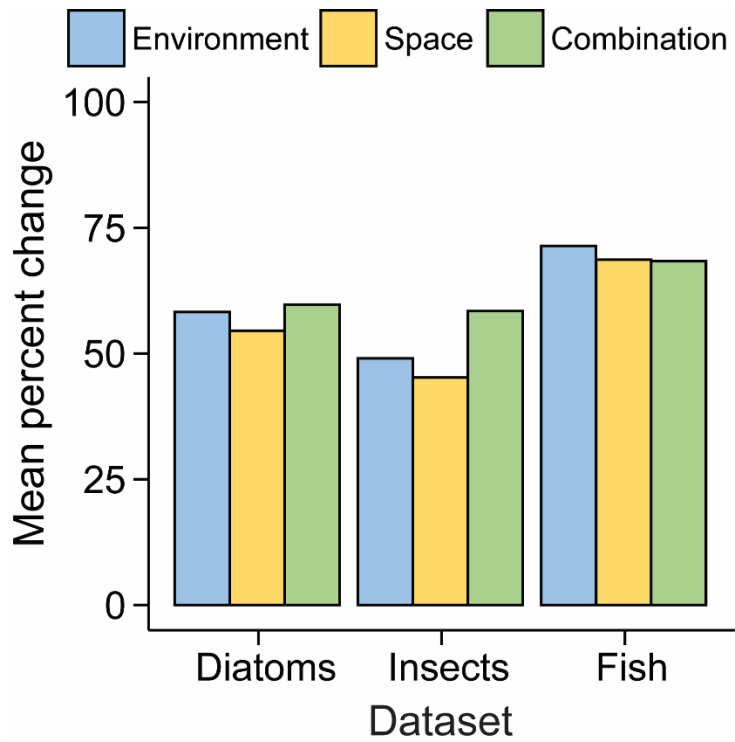 Environment Space Combination
Mean percent change
100
75
50
25
0
Diatoms Insects Fish
Dataset